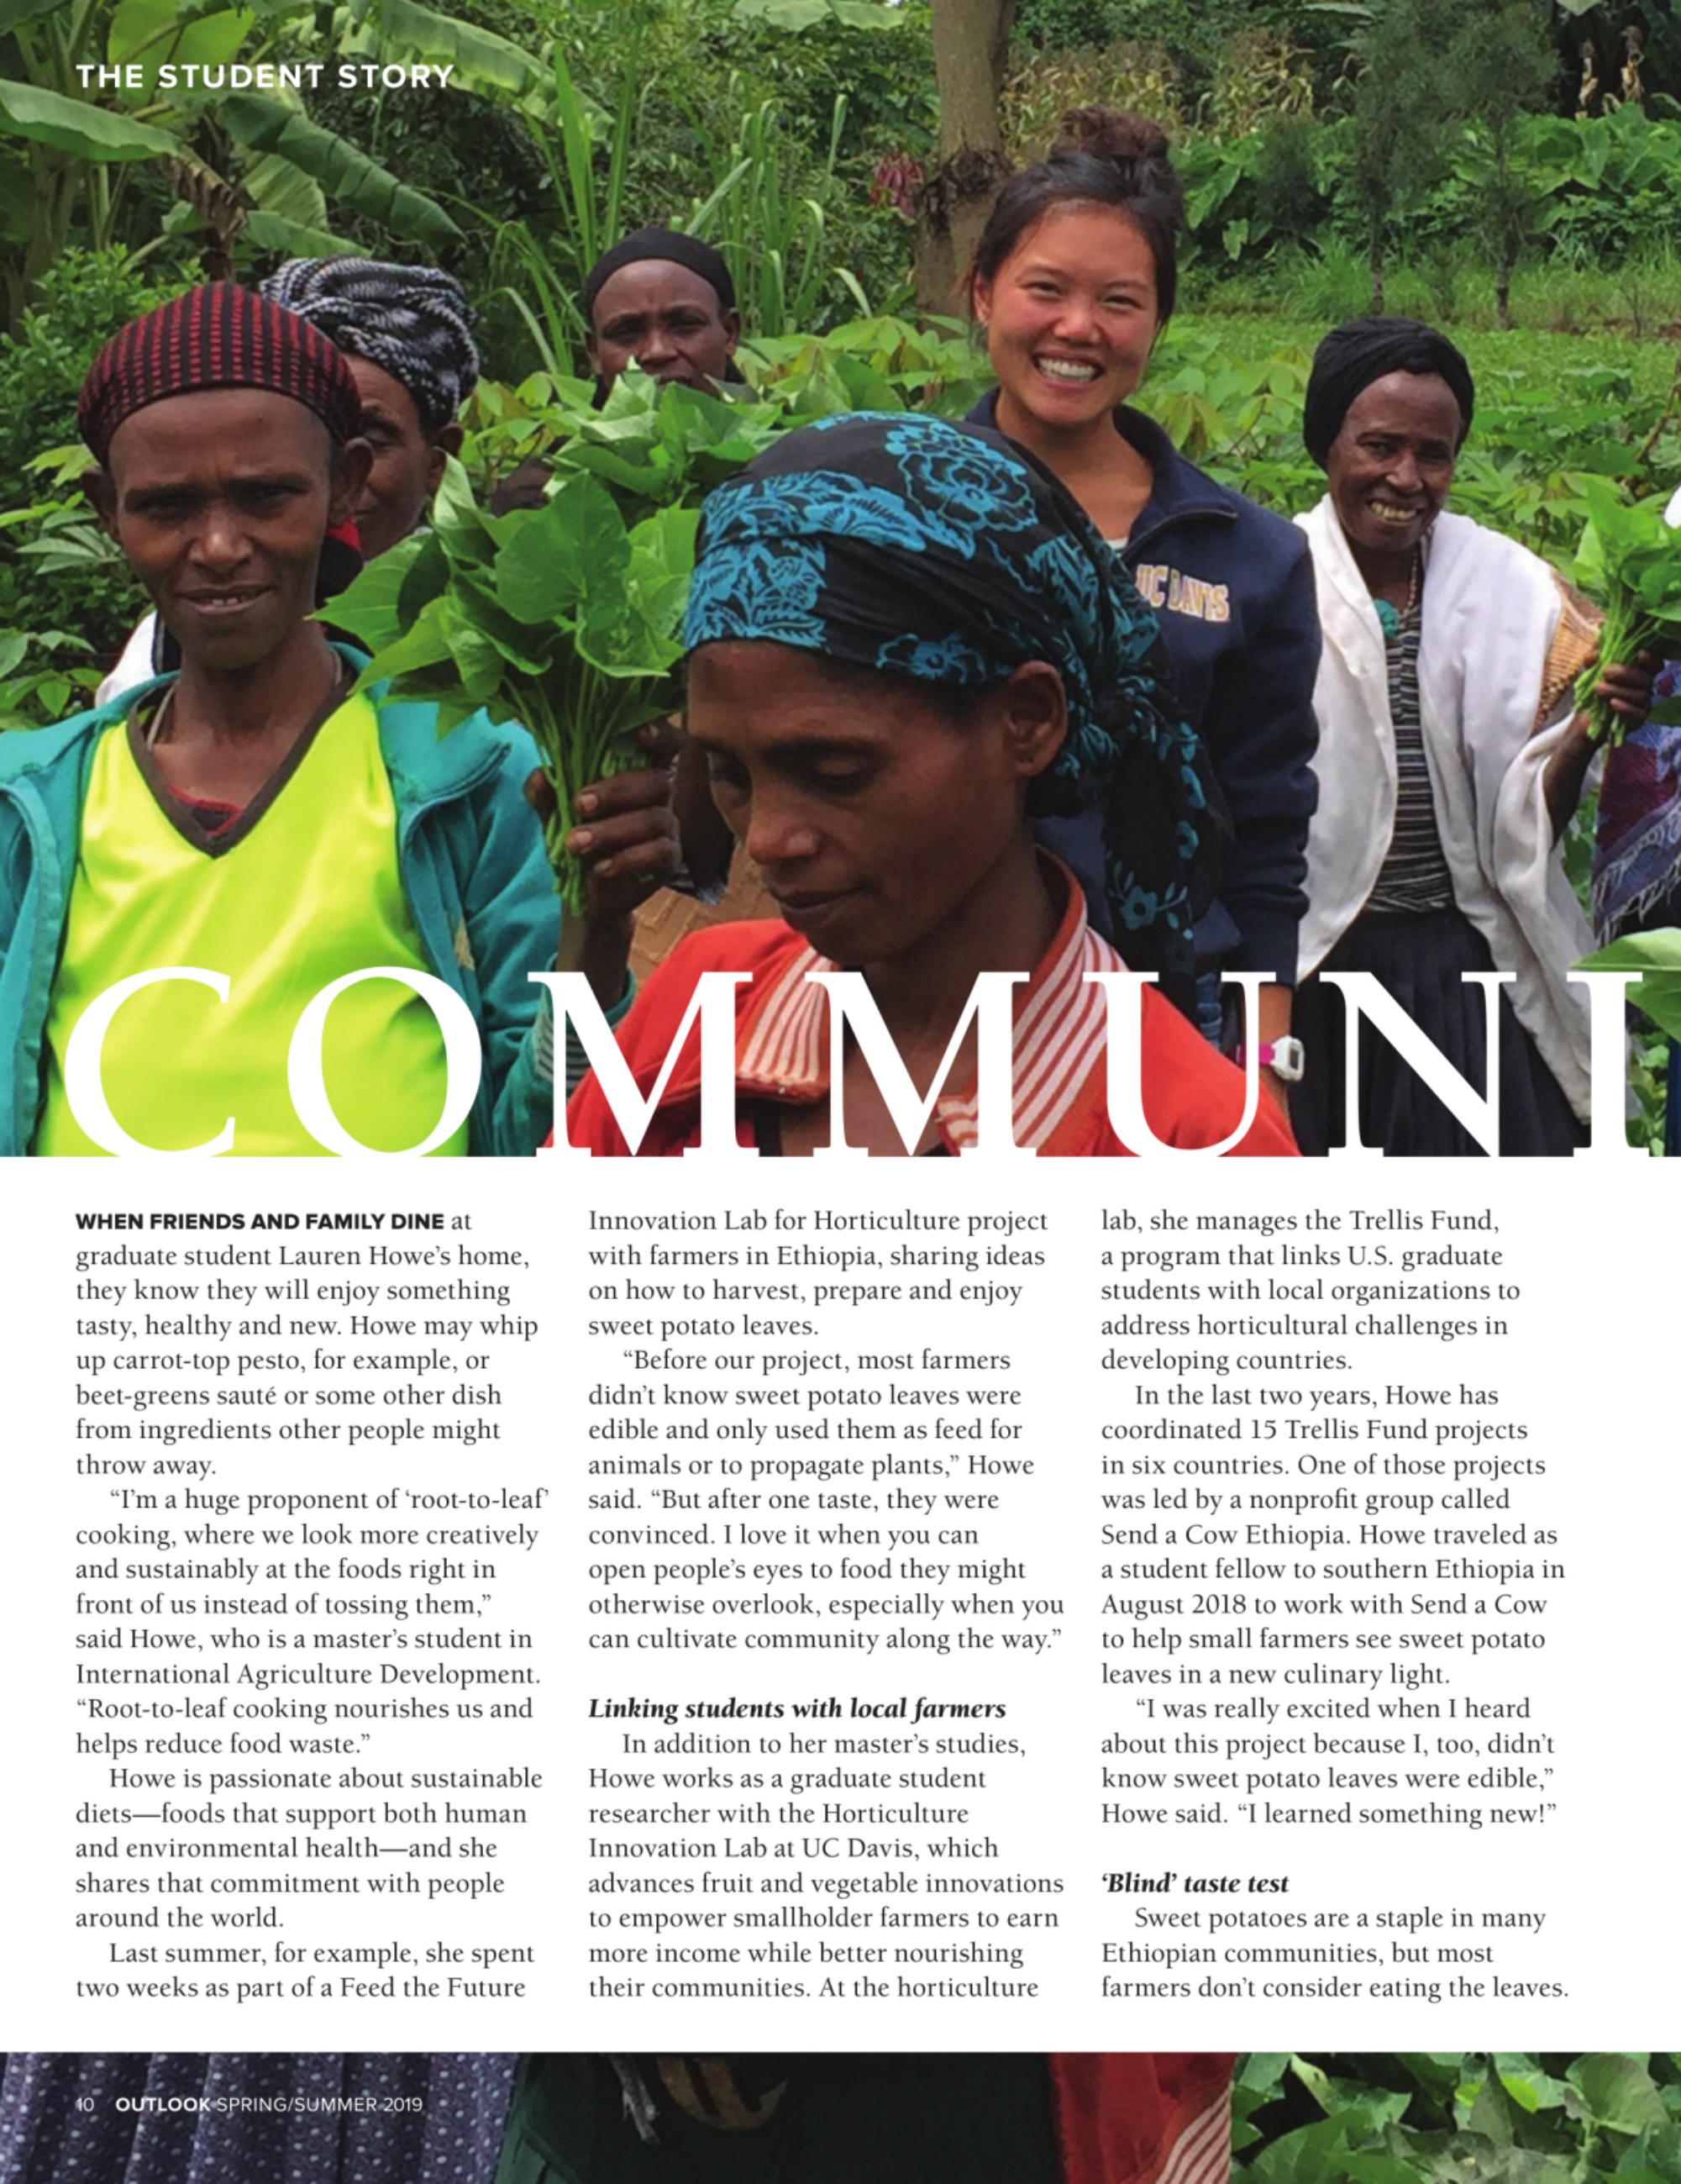 THE STUDENT STORY
UC DAVIS
COMMUNI
WHEN FRIENDS AND FAMILY DINE at
graduate student Lauren Howe’s home,
they know they will enjoy something
tasty, healthy and new. Howe may whip
up carrot-top pesto, for example, or
beet-greens sauté or some other dish
from ingredients other people might
throw away.
“I’m a huge proponent of ‘root-to-leaf’
cooking, where we look more creatively
and sustainably at the foods right in
front of us instead of tossing them,”
said Howe, who is a master’s student in
International Agriculture Development.
“Root-to-leaf cooking nourishes us and
helps reduce food waste.”
Howe is passionate about sustainable
diets—foods that support both human
and environmental health—and she
shares that commitment with people
around the world.
Last summer, for example, she spent
two weeks as part of a Feed the Future
Innovation Lab for Horticulture project
with farmers in Ethiopia, sharing ideas
on how to harvest, prepare and enjoy
sweet potato leaves.
“Before our project, most farmers
didn’t know sweet potato leaves were
edible and only used them as feed for
animals or to propagate plants,” Howe
said. “But after one taste, they were
convinced. I love it when you can
open people’s eyes to food they might
otherwise overlook, especially when you
can cultivate community along the way.”
Linking students with local farmers
In addition to her master’s studies,
Howe works as a graduate student
researcher with the Horticulture
Innovation Lab at UC Davis, which
advances fruit and vegetable innovations
to empower smallholder farmers to earn
more income while better nourishing
their communities. At the horticulture
lab, she manages the Trellis Fund,
a program that links U.S. graduate
students with local organizations to
address horticultural challenges in
developing countries.
In the last two years, Howe has
coordinated 15 Trellis Fund projects
in six countries. One of those projects
was led by a nonprofit group called
Send a Cow Ethiopia. Howe traveled as
a student fellow to southern Ethiopia in
August 2018 to work with Send a Cow
to help small farmers see sweet potato
leaves in a new culinary light.
“I was really excited when I heard
about this project because I, too, didn’t
know sweet potato leaves were edible,”
Howe said. “I learned something new!”
‘Blind’ taste test
Sweet potatoes are a staple in many
Ethiopian communities, but most
farmers don’t consider eating the leaves.
10 OUTLOOK SPRING/SUMMER 2019